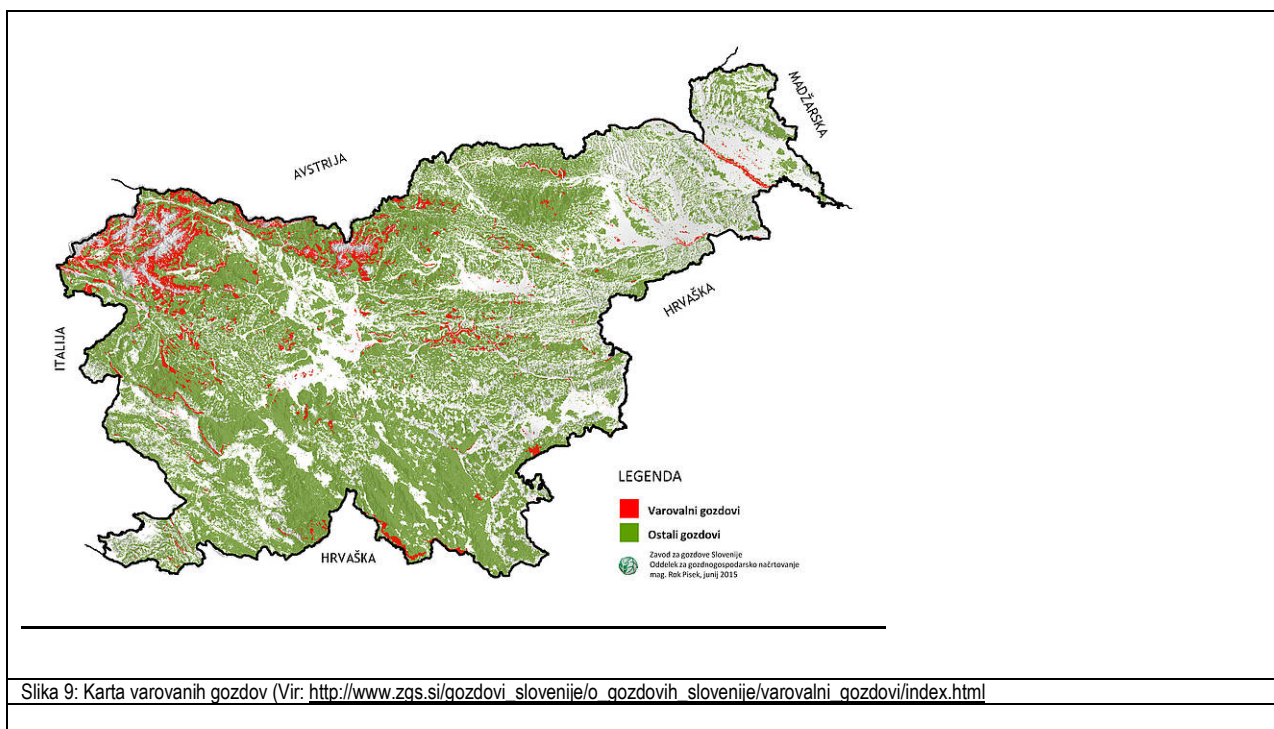 MADŽARSKA
AVSTRIJA
HRVAŠKA
ITALIJA
LEGENDA
Varovalni gozdovi
Ostali gozdovi
Zavod za gozdove Slovenije
Oddelek za gozdnogospodarsko načrtovanje
mag. Rok Pisek, junij 2015
HRVAŠKA
Slika 9: Karta varovanih gozdov (Vir: http://www.zgs.si/gozdovi_slovenije/o_gozdovih_slovenije/varovalni_gozdovi/index.html